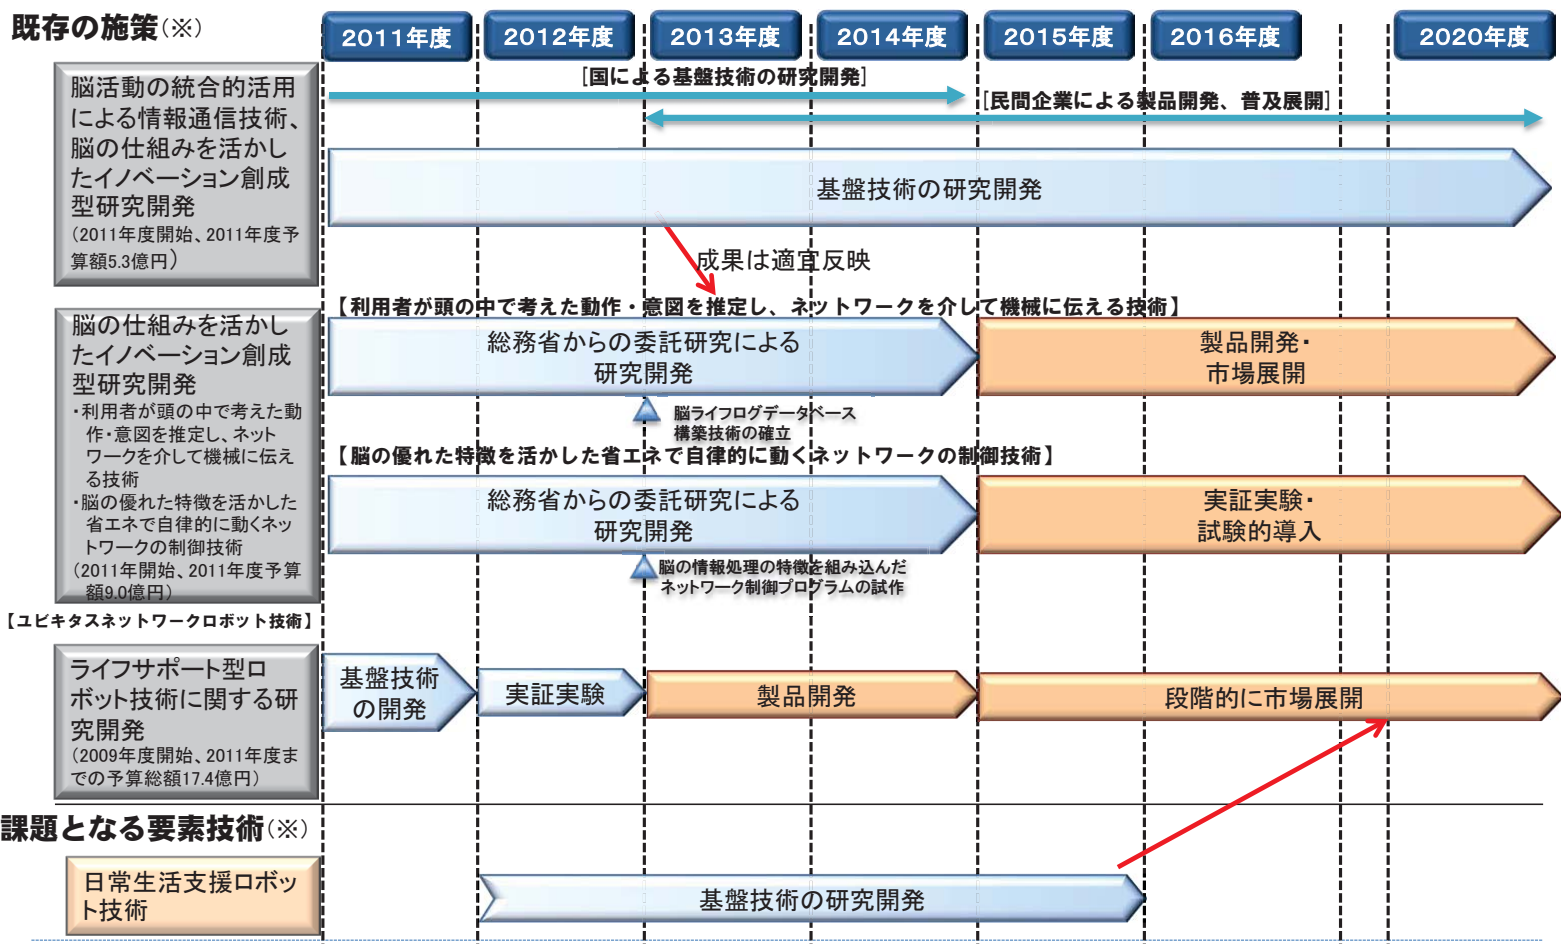 既存の施策(※)
2011年度
2012年度
2013年度
2014年度
2015年度
2016年度
2020年度
脳活動の統合的活用
による情報通信技術、
脳の仕組みを活かし
たイノベーション創成
型研究開発
(2011年度開始、2011年度予
算額5.3億円)
[国による基盤技術の研究開発]
[民間企業による製品開発、普及展開]
基盤技術の研究開発
成果は適宜反映
脳の仕組みを活かし
たイノベーション創成
型研究開発
・利用者が頭の中で考えた動
作・意図を推定し、ネット
ワークを介して機械に伝え
る技術
・脳の優れた特徴を活かした
省エネで自律的に動くネッ
トワークの制御技術
(2011年開始、2011年度予算
額9.0億円)
【利用者が頭の中で考えた動作・意図を推定し、ネットワークを介して機械に伝える技術】
総務省からの委託研究による
研究開発
製品開発・
市場展開
脳ライフログデータベース
構築技術の確立
【脳の優れた特徴を活かした省エネで自律的に動くネットワークの制御技術】
総務省からの委託研究による
研究開発
実証実験・
試験的導入
脳の情報処理の特徴を組み込んだ
ネットワーク制御プログラムの試作
【ユビキタスネットワークロボット技術】
ライフサポート型ロ
ボット技術に関する研
究開発
(2009年度開始、2011年度ま
での予算総額17.4億円)
基盤技術
の開発
実証実験
製品開発
段階的に市場展開
課題となる要素技術(※)
日常生活支援ロボッ
ト技術
基盤技術の研究開発